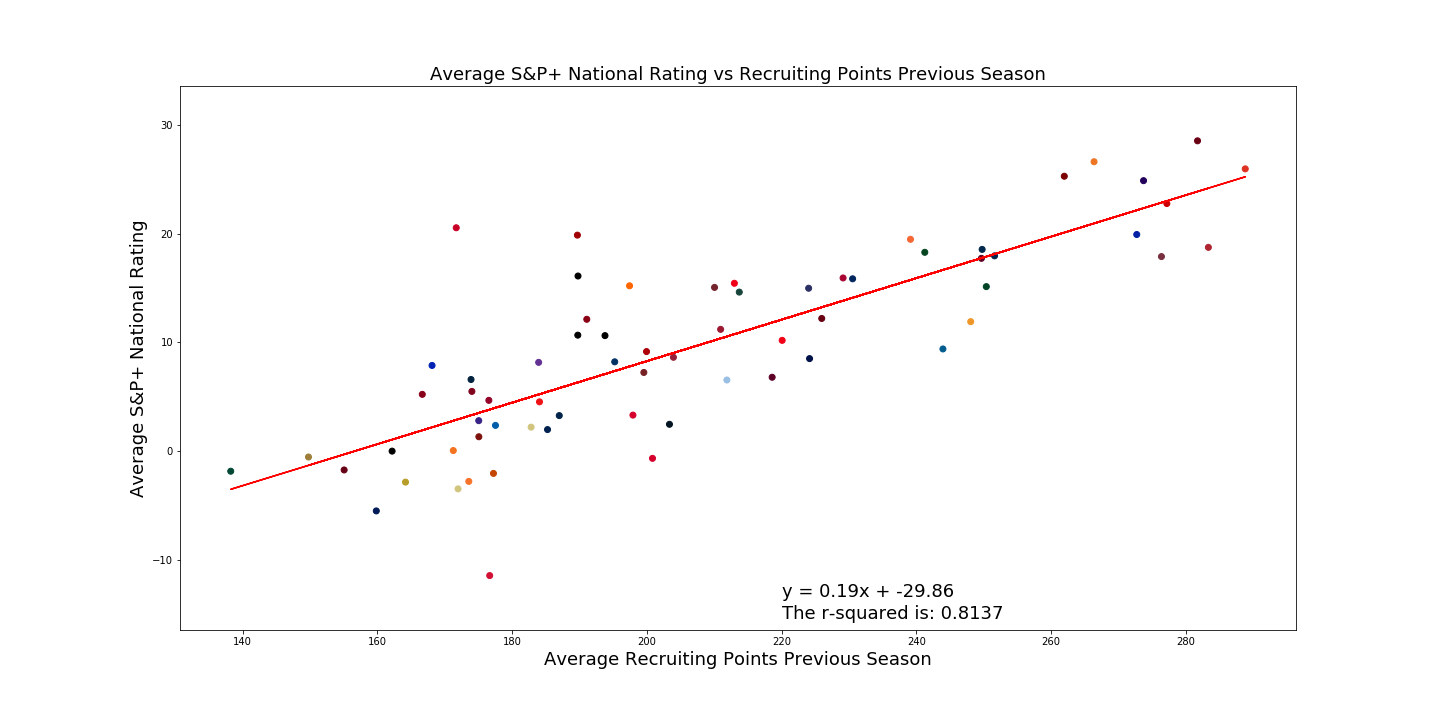 Average S&P+ National Rating vs Recruiting Points Previous Season
Average S&P+ National Rating
30
20
10
0
−10
y = 0.19x + -29.86
The r-squared is: 0.8137
140 160 180 200 220 240 260 280
Average Recruiting Points Previous Season